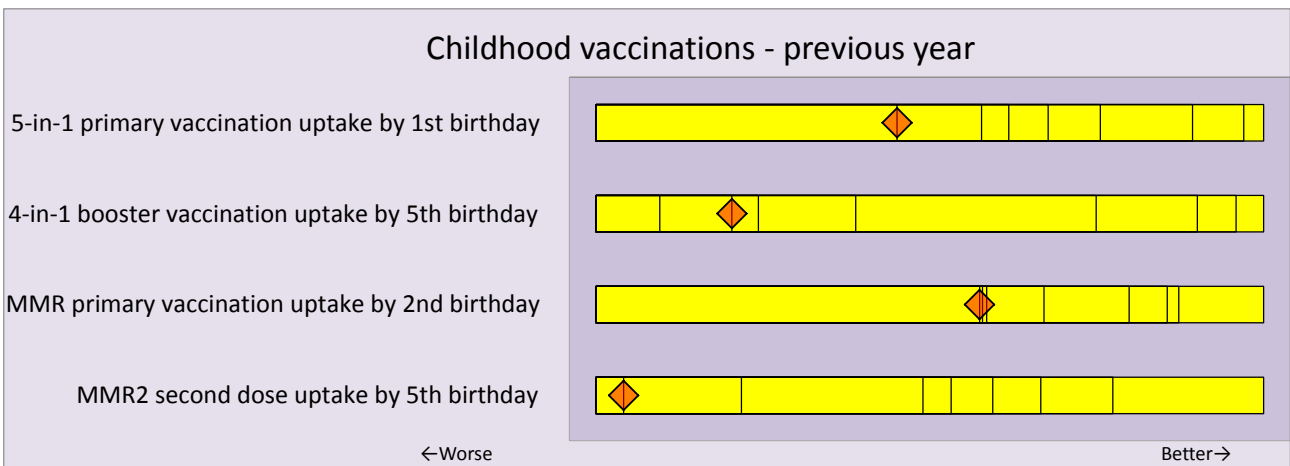 Childhood vaccinations - previous year
5-in-1 primary vaccination uptake by 1st birthday
4-in-1 booster vaccination uptake by 5th birthday
MMR primary vaccination uptake by 2nd birthday
MMR2 second dose uptake by 5th birthday
←Worse Better→